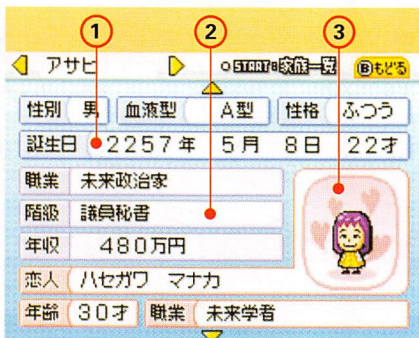 ① ② ③
アサヒ ○START:家族一覧 Ⓑもどる
性別 男 血液型 A型 性格 ふつう
誕生日 2257年 5月 8日 22才
職業 未来政治家
階級 議員秘書
年収 480万円
恋人 ハセガワ マナカ
年齢 30才 職業 未来学者